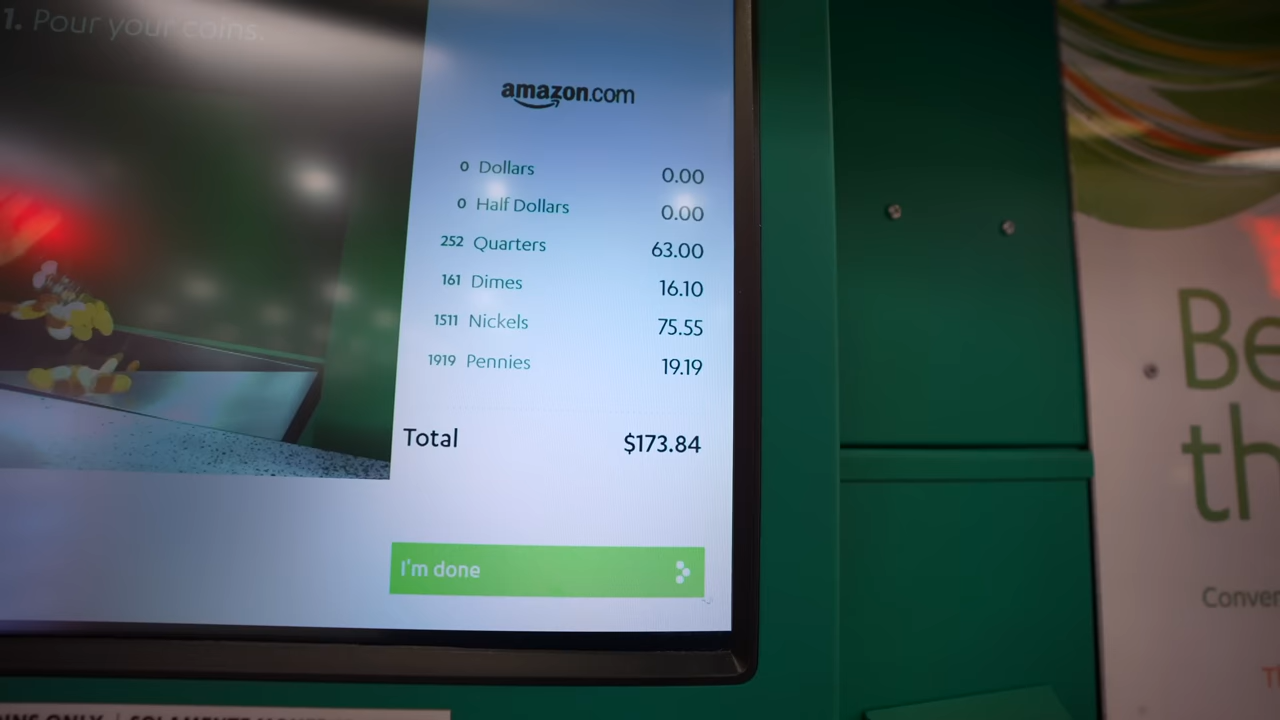 1. Pour your coins.
amazon.com
0 Dollars 0.00
0 Half Dollars 0.00
252 Quarters 63.00
161 Dimes 16.10
1511 Nickels 75.55
1919 Pennies 19.19
Total $173.84
I'm done
Be
th
Conver
ONLY | SOLAMENTE